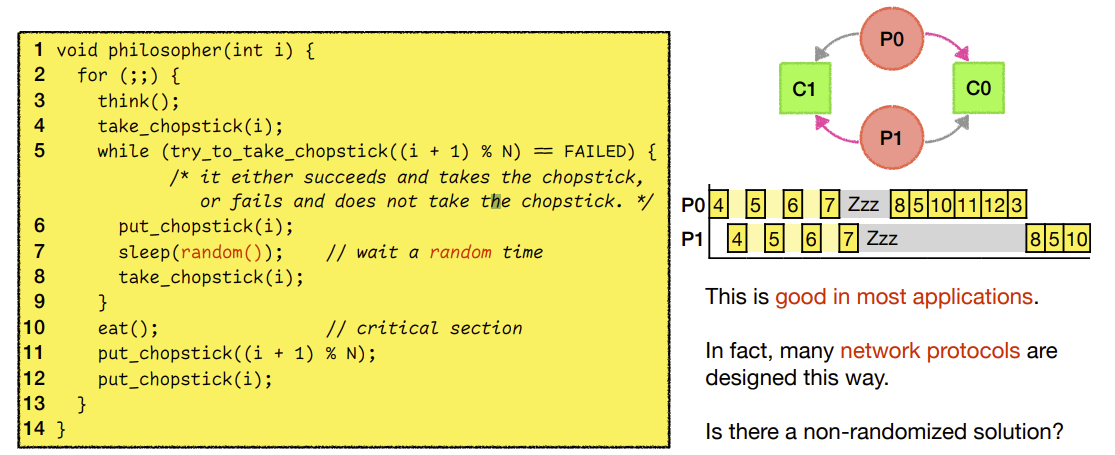 1 void philosopher(int i) {
2 for (;;) {
3 think();
4 take_chopstick(i);
5 while (try_to_take_chopstick((i + 1) % N) == FAILED) {
/* it either succeeds and takes the chopstick,
or fails and does not take the chopstick. */
6 put_chopstick(i);
7 sleep(random()); // wait a random time
8 take_chopstick(i);
9 }
10 eat(); // critical section
11 put_chopstick((i + 1) % N);
12 put_chopstick(i);
13 }
14 }
P0
C1 C0
P1
P0 4 5 6 7 Zzz 8 5 10 11 12 3
P1 4 5 6 7 Zzz 8 5 10
This is good in most applications.
In fact, many network protocols are
designed this way.
Is there a non-randomized solution?